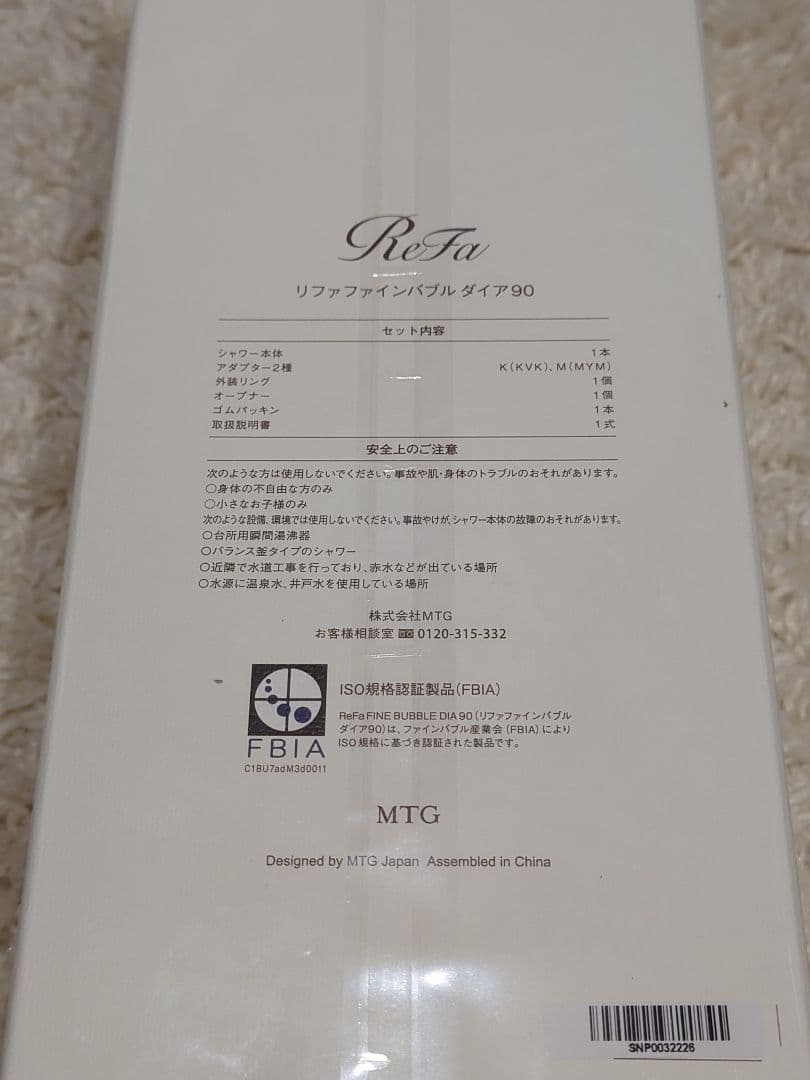 ReFa
リファファインバブル ダイア90
セット内容
シャワー本体 1本
アダプター2種 K(KVK)、M(MYM)
外装リング 1個
オープナー 1個
ゴムパッキン 1本
取扱説明書 1式
安全上のご注意
次のような方は使用しないでください。事故や肌・身体のトラブルのおそれがあります。
○身体の不自由な方のみ
○小さなお子様のみ
次のような設備、環境では使用しないでください。事故やけが、シャワー本体の故障のおそれがあります。
○台所用瞬間湯沸器
○バランス釜タイプのシャワー
○近隣で水道工事を行っており、赤水などが出ている場所
○水源に温泉水、井戸水を使用している場所
株式会社MTG
お客様相談室 0120-315-332
ISO規格認証製品(FBIA)
ReFa FINE BUBBLE DIA 90(リファファインバブル
ダイア90)は、ファインバブル産業会(FBIA)により
ISO規格に基づき認証された製品です。
FBIA
C1BU7adM3d0011
MTG
Designed by MTG Japan Assembled in China
SNP0032226